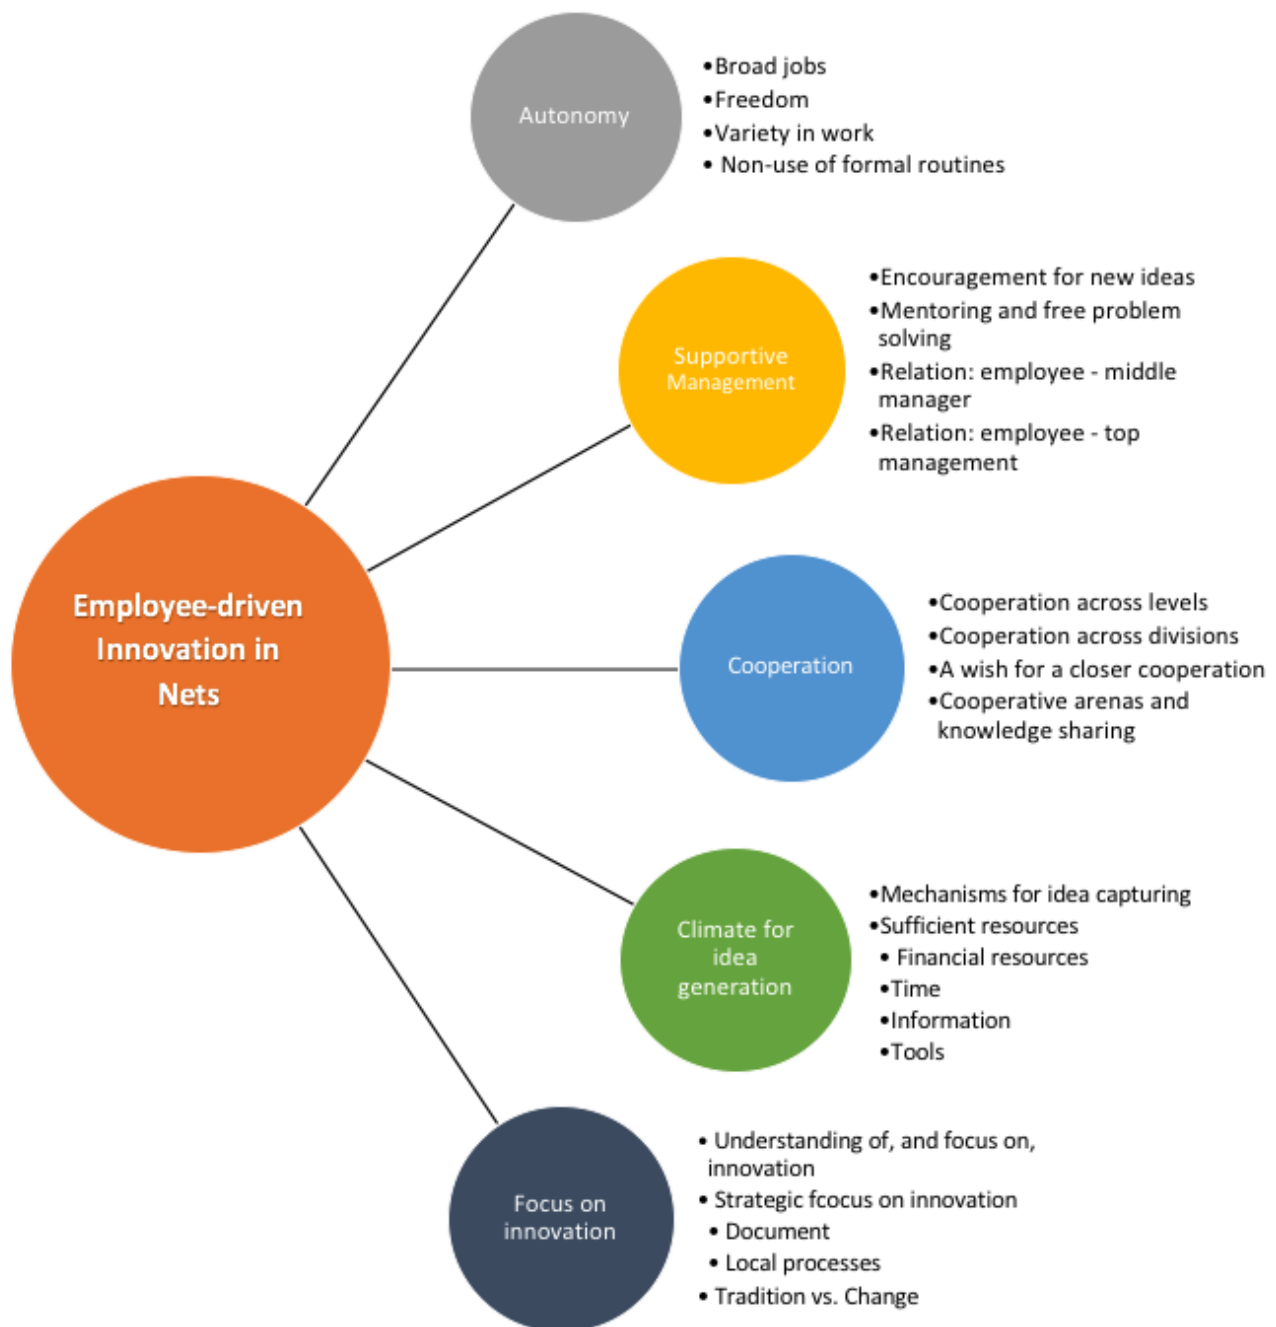 Autonomy
•Broad jobs
•Freedom
•Variety in work
• Non-use of formal routines
Supportive
Management
•Encouragement for new ideas
•Mentoring and free problem
solving
•Relation: employee - middle
manager
•Relation: employee - top
management
Employee-driven
Innovation in
Nets
Cooperation
•Cooperation across levels
•Cooperation across divisions
•A wish for a closer cooperation
•Cooperative arenas and
knowledge sharing
Climate for
idea
generation
•Mechanisms for idea capturing
•Sufficient resources
• Financial resources
•Time
•Information
•Tools
Focus on
innovation
• Understanding of, and focus on,
innovation
• Strategic fcocus on innovation
• Document
• Local processes
• Tradition vs. Change